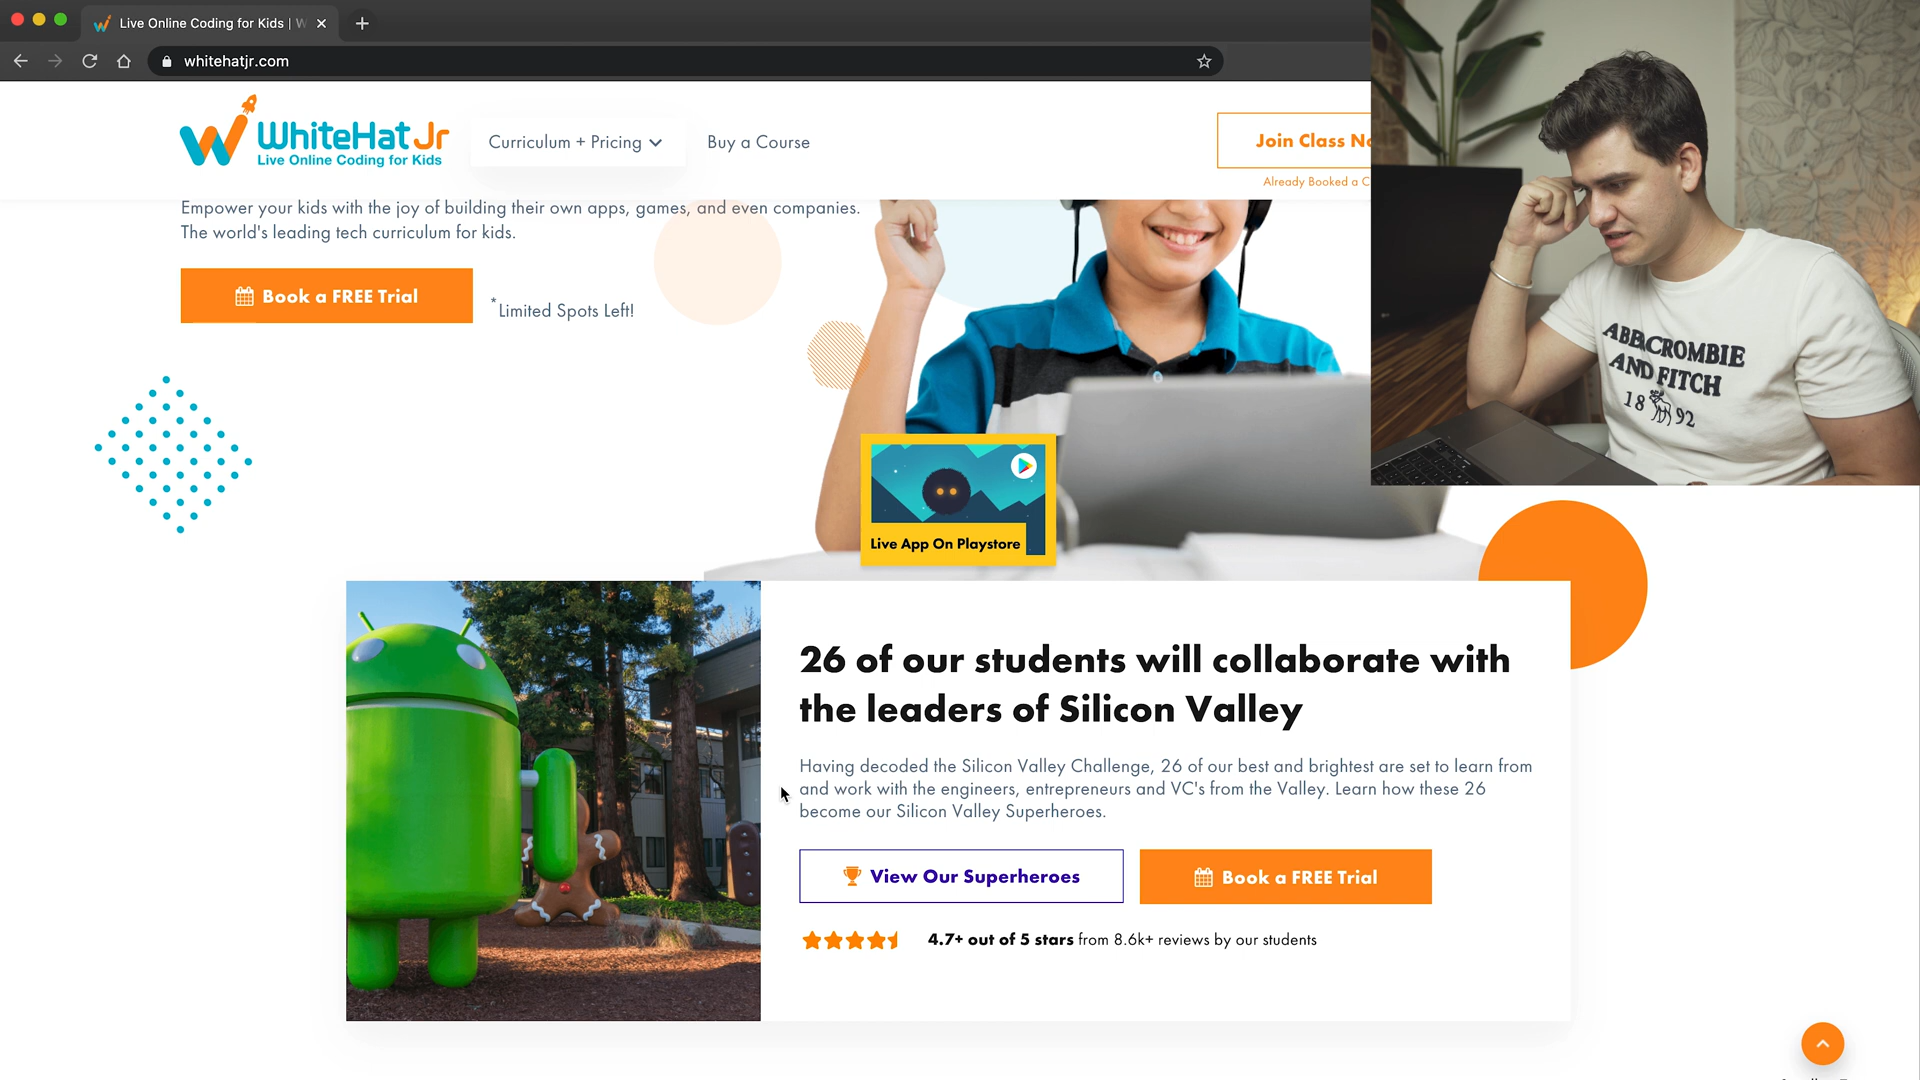 Live Online Coding for Kids | W
whitehatjr.com
WhiteHat Jr
Live Online Coding for Kids
Curriculum + Pricing
Buy a Course
Join Class No
Already Booked a C
Empower your kids with the joy of building their own apps, games, and even companies.
The world's leading tech curriculum for kids.
Book a FREE Trial
*Limited Spots Left!
ABERCROMBIE
AND FITCH
18 92
Live App On Playstore
26 of our students will collaborate with
the leaders of Silicon Valley
Having decoded the Silicon Valley Challenge, 26 of our best and brightest are set to learn from
and work with the engineers, entrepreneurs and VC's from the Valley. Learn how these 26
become our Silicon Valley Superheroes.
View Our Superheroes
Book a FREE Trial
4.7+ out of 5 stars from 8.6k+ reviews by our students